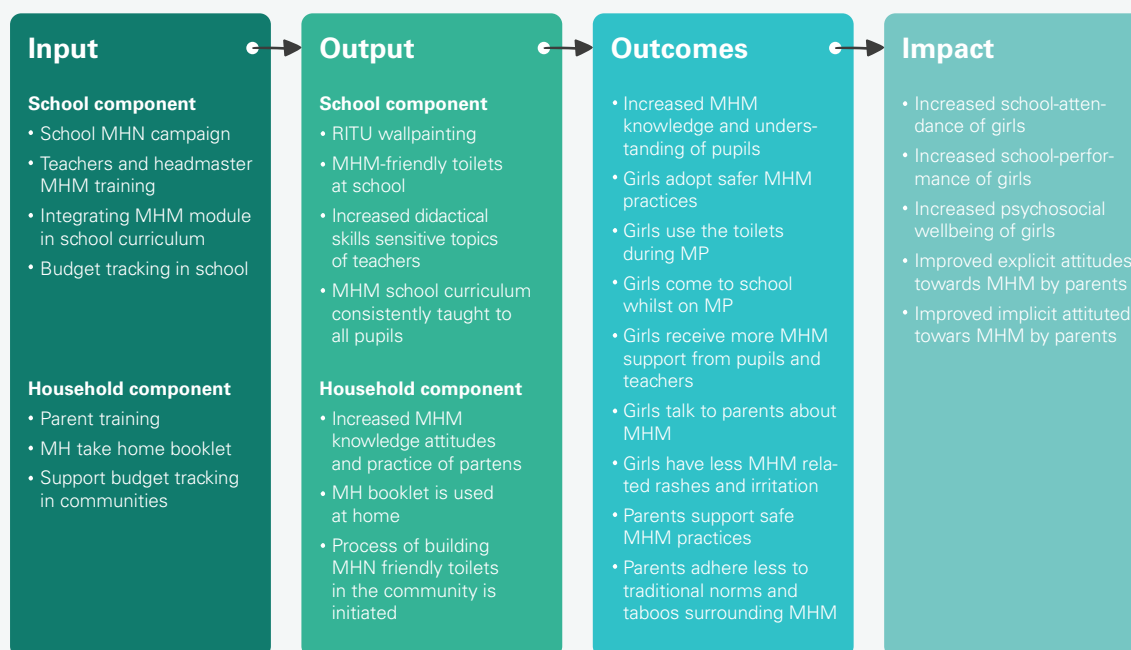 Input
School component
• School MHN campaign
• Teachers and headmaster
MHM training
• Integrating MHM module
in school curriculum
• Budget tracking in school
Household component
• Parent training
• MH take home booklet
• Support budget tracking
in communities
Output
School component
• RITU wallpainting
• MHM-friendly toilets
at school
• Increased didactical
skills sensitive topics
of teachers
• MHM school curriculum
consistently taught to
all pupils
Household component
• Increased MHM
knowledge attitudes
and practice of partens
• MH booklet is used
at home
• Process of building
MHN friendly toilets
in the community is
initiated
Outcomes
• Increased MHM
knowledge and unders-
tanding of pupils
• Girls adopt safer MHM
practices
• Girls use the toilets
during MP
• Girls come to school
whilst on MP
• Girls receive more MHM
support from pupils and
teachers
• Girls talk to parents about
MHM
• Girls have less MHM rela-
ted rashes and irritation
• Parents support safe
MHM practices
• Parents adhere less to
traditional norms and
taboos surrounding MHM
Impact
• Increased school-atten-
dance of girls
• Increased school-perfor-
mance of girls
• Increased psychosocial
wellbeing of girls
• Improved explicit attitudes
towards MHM by parents
• Improved implicit attituted
towars MHM by parents